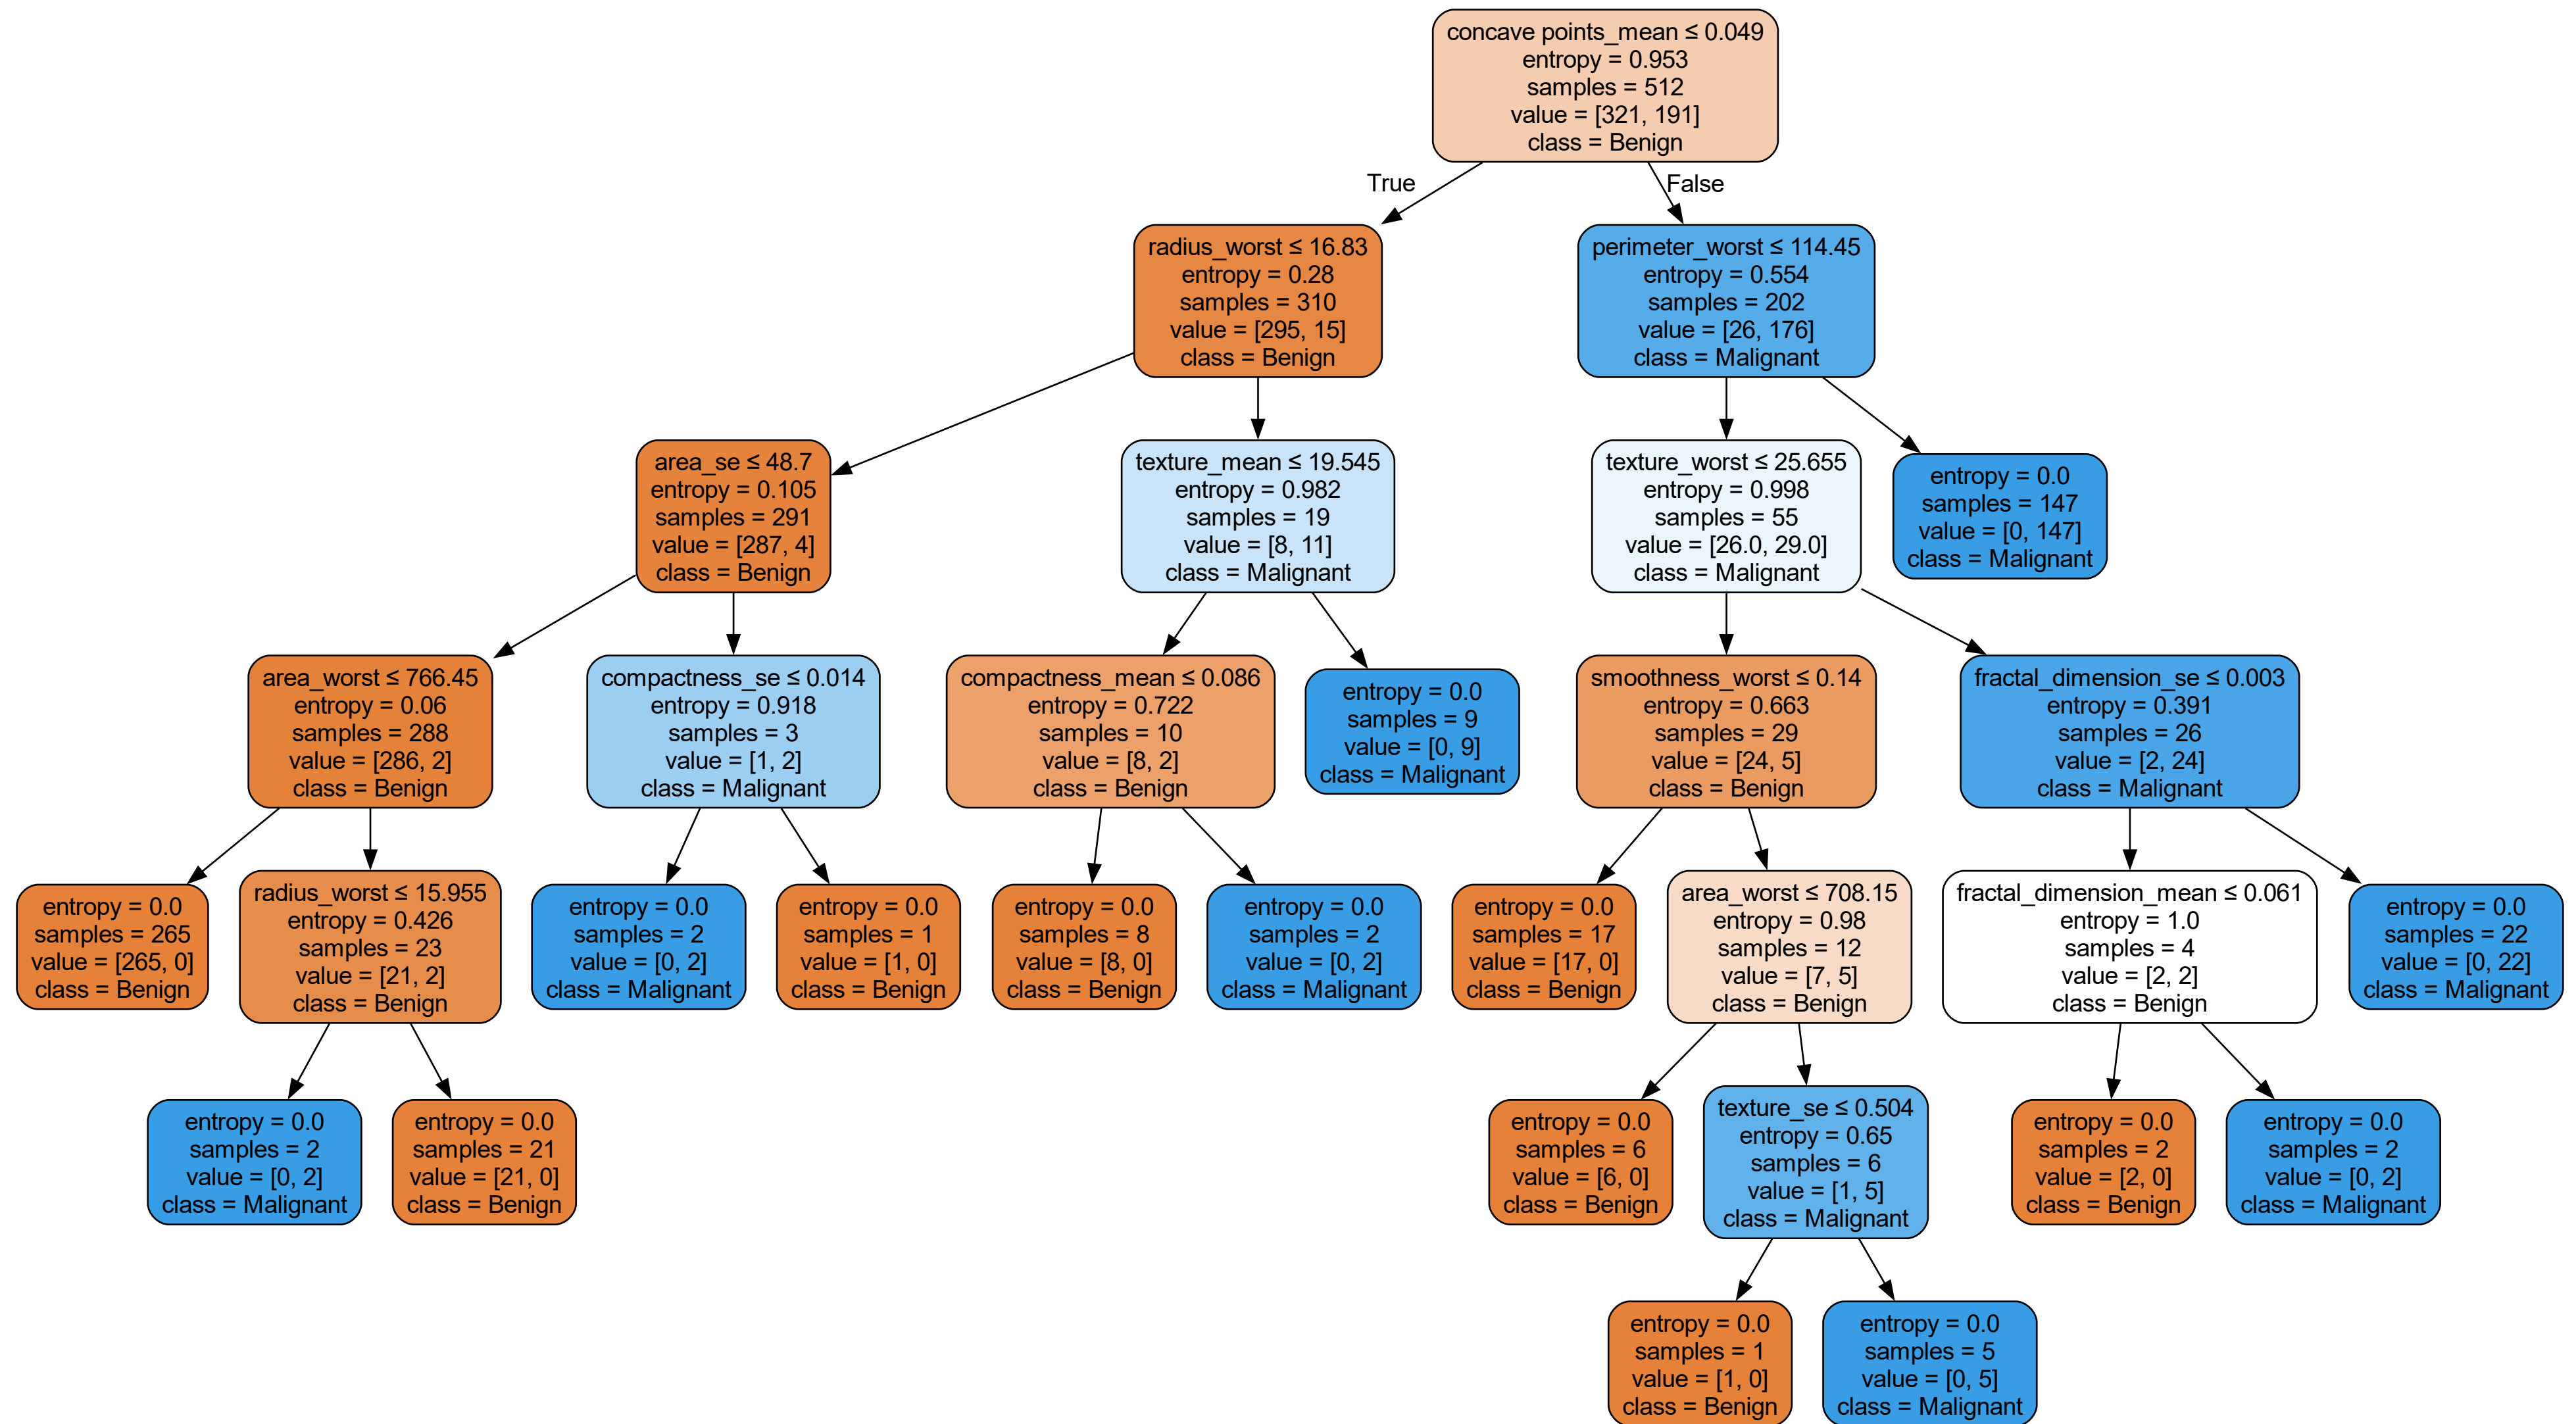 concave points_mean ≤ 0.049
entropy = 0.953
samples = 512
value = [321, 191]
class = Benign
True
False
radius_worst ≤ 16.83
entropy = 0.28
samples = 310
value = [295, 15]
class = Benign
perimeter_worst ≤ 114.45
entropy = 0.554
samples = 202
value = [26, 176]
class = Malignant
area_se ≤ 48.7
entropy = 0.105
samples = 291
value = [287, 4]
class = Benign
texture_mean ≤ 19.545
entropy = 0.982
samples = 19
value = [8, 11]
class = Malignant
texture_worst ≤ 25.655
entropy = 0.998
samples = 55
value = [26.0, 29.0]
class = Malignant
entropy = 0.0
samples = 147
value = [0, 147]
class = Malignant
area_worst ≤ 766.45
entropy = 0.06
samples = 288
value = [286, 2]
class = Benign
compactness_se ≤ 0.014
entropy = 0.918
samples = 3
value = [1, 2]
class = Malignant
compactness_mean ≤ 0.086
entropy = 0.722
samples = 10
value = [8, 2]
class = Benign
entropy = 0.0
samples = 9
value = [0, 9]
class = Malignant
smoothness_worst ≤ 0.14
entropy = 0.663
samples = 29
value = [24, 5]
class = Benign
fractal_dimension_se ≤ 0.003
entropy = 0.391
samples = 26
value = [2, 24]
class = Malignant
entropy = 0.0
samples = 265
value = [265, 0]
class = Benign
radius_worst ≤ 15.955
entropy = 0.426
samples = 23
value = [21, 2]
class = Benign
entropy = 0.0
samples = 2
value = [0, 2]
class = Malignant
entropy = 0.0
samples = 1
value = [1, 0]
class = Benign
entropy = 0.0
samples = 8
value = [8, 0]
class = Benign
entropy = 0.0
samples = 2
value = [0, 2]
class = Malignant
entropy = 0.0
samples = 17
value = [17, 0]
class = Benign
area_worst ≤ 708.15
entropy = 0.98
samples = 12
value = [7, 5]
class = Benign
fractal_dimension_mean ≤ 0.061
entropy = 1.0
samples = 4
value = [2, 2]
class = Benign
entropy = 0.0
samples = 22
value = [0, 22]
class = Malignant
entropy = 0.0
samples = 2
value = [0, 2]
class = Malignant
entropy = 0.0
samples = 21
value = [21, 0]
class = Benign
entropy = 0.0
samples = 6
value = [6, 0]
class = Benign
texture_se ≤ 0.504
entropy = 0.65
samples = 6
value = [1, 5]
class = Malignant
entropy = 0.0
samples = 2
value = [2, 0]
class = Benign
entropy = 0.0
samples = 2
value = [0, 2]
class = Malignant
entropy = 0.0
samples = 1
value = [1, 0]
class = Benign
entropy = 0.0
samples = 5
value = [0, 5]
class = Malignant